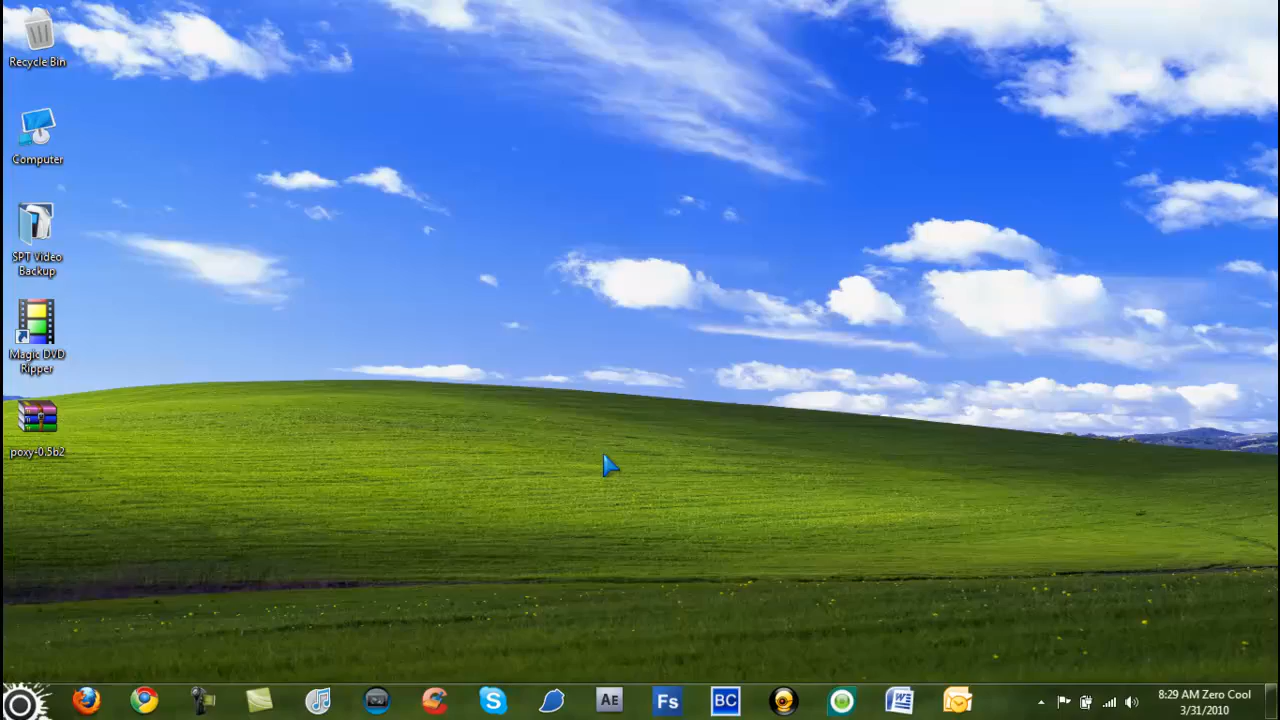 Recycle Bin
Computer
SPT Video
Backup
Magic DVD
Ripper
poxy-0.5b2
S
AE
Fs
BC
W
8:29 AM Zero Cool
3/31/2010